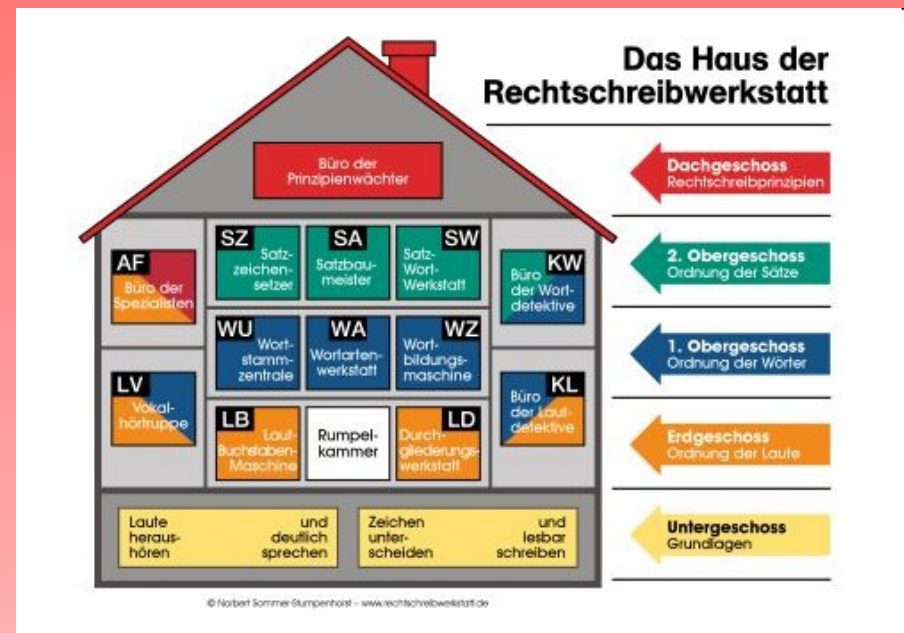 Das Haus der
Rechtschreibwerkstatt
Büro der
Prinzipienwächter
Dachgeschoss
Rechtschreibprinzipien
AF
Büro der
Spezialisten
SZ
Satz-
zeichen-
setzer
SA
Satzbau-
meister
SW
Satz-
Wort-
Werkstatt
KW
Büro
der Wort-
detektive
2. Obergeschoss
Ordnung der Sätze
WU
Wort-
stamm-
zentrale
WA
Wortarten-
werkstatt
WZ
Wort-
bildungs-
maschine
1. Obergeschoss
Ordnung der Wörter
LV
Vokal-
hörtruppe
LB
Laut-
Buchstaben-
Maschine
Rumpel-
kammer
LD
Durch-
gliederungs-
werkstatt
KL
Büro
der Laut-
detektive
Erdgeschoss
Ordnung der Laute
Laute und
heraus- deutlich
hören sprechen
Zeichen und
unter- lesbar
scheiden schreiben
Untergeschoss
Grundlagen
© Norbert Sommer-Stumpenhorst – www.rechtschreibwerkstatt.de